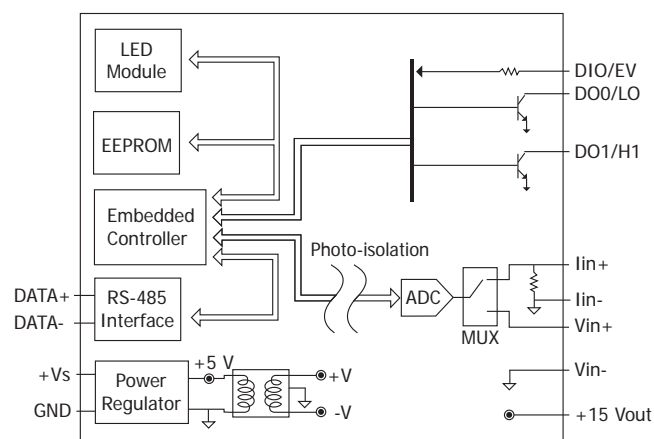 LED
Module
EEPROM
Embedded
Controller
RS-485
Interface
DATA+
DATA-
+Vs
GND
Power
Regulator
+5 V
+V
-V
Photo-isolation
ADC
MUX
DIO/EV
DO0/LO
DO1/H1
Iin+
Iin-
Vin+
Vin-
+15 Vout